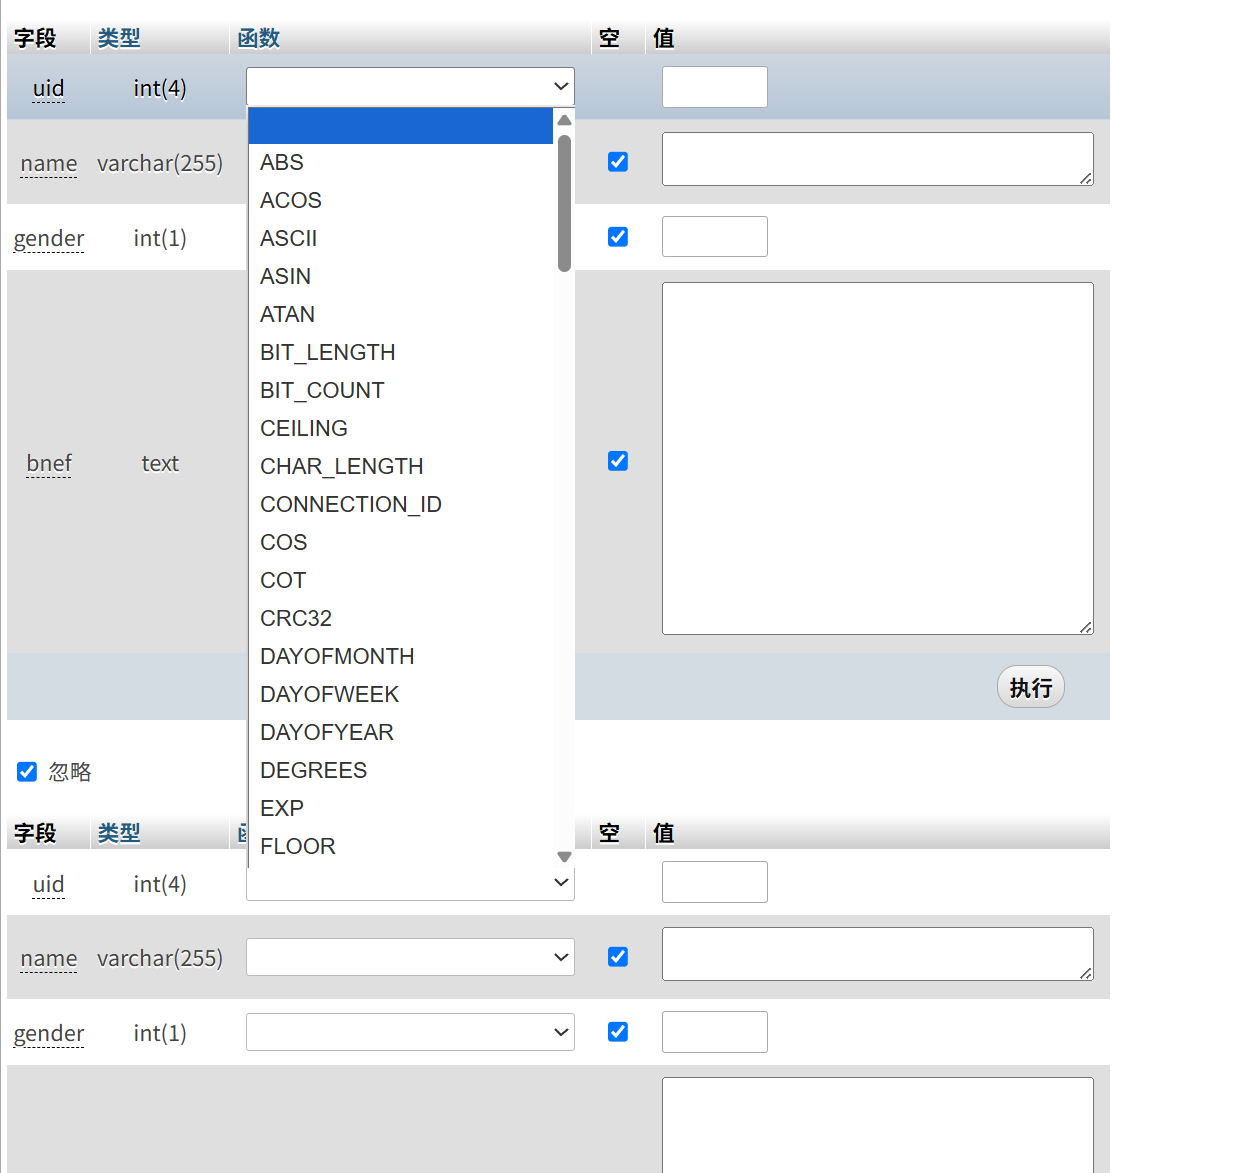 字段 类型 函数 空 值
uid int(4)
ABS
name varchar(255)
ACOS
gender int(1)
ASCII
ASIN
ATAN
BIT_LENGTH
BIT_COUNT
CEILING
bnef text
CHAR_LENGTH
CONNECTION_ID
COS
COT
CRC32
DAYOFMONTH
DAYOFWEEK
执行
DAYOFYEAR
DEGREES
忽略
EXP
字段 类型 空 值
FLOOR
uid int(4)
name varchar(255)
gender int(1)